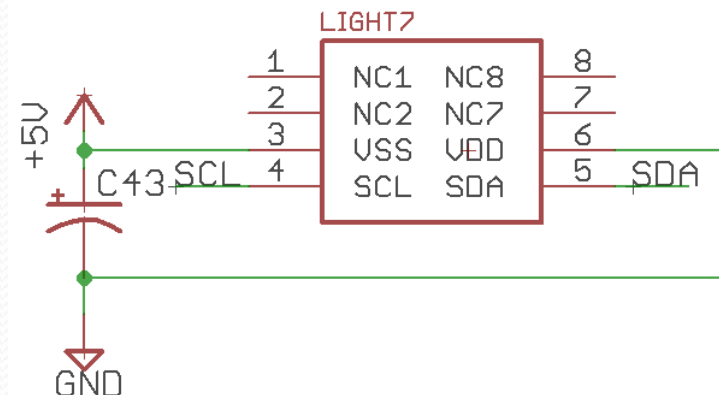 LIGHT7
1 NC1 NC8 8
2 NC2 NC7 7
+5V
3 VSS VDD 6
C43 + SCL 4 SCL SDA 5 SDA
+
GND